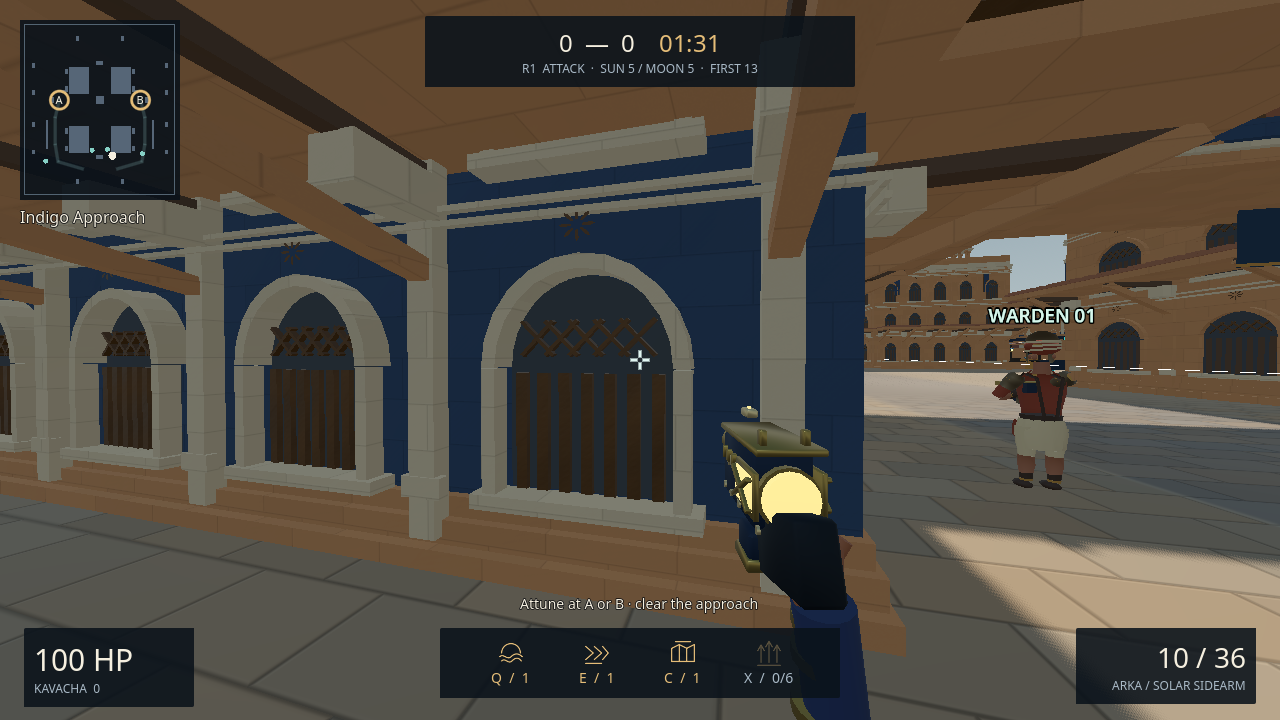 0 — 0 01:31
R1 ATTACK · SUN 5 / MOON 5 · FIRST 13
A
B
Indigo Approach
WARDEN 01
Attune at A or B · clear the approach
100 HP
KAVACHA 0
Q / 1
E / 1
C / 1
X / 0/6
10 / 36
ARKA / SOLAR SIDEARM